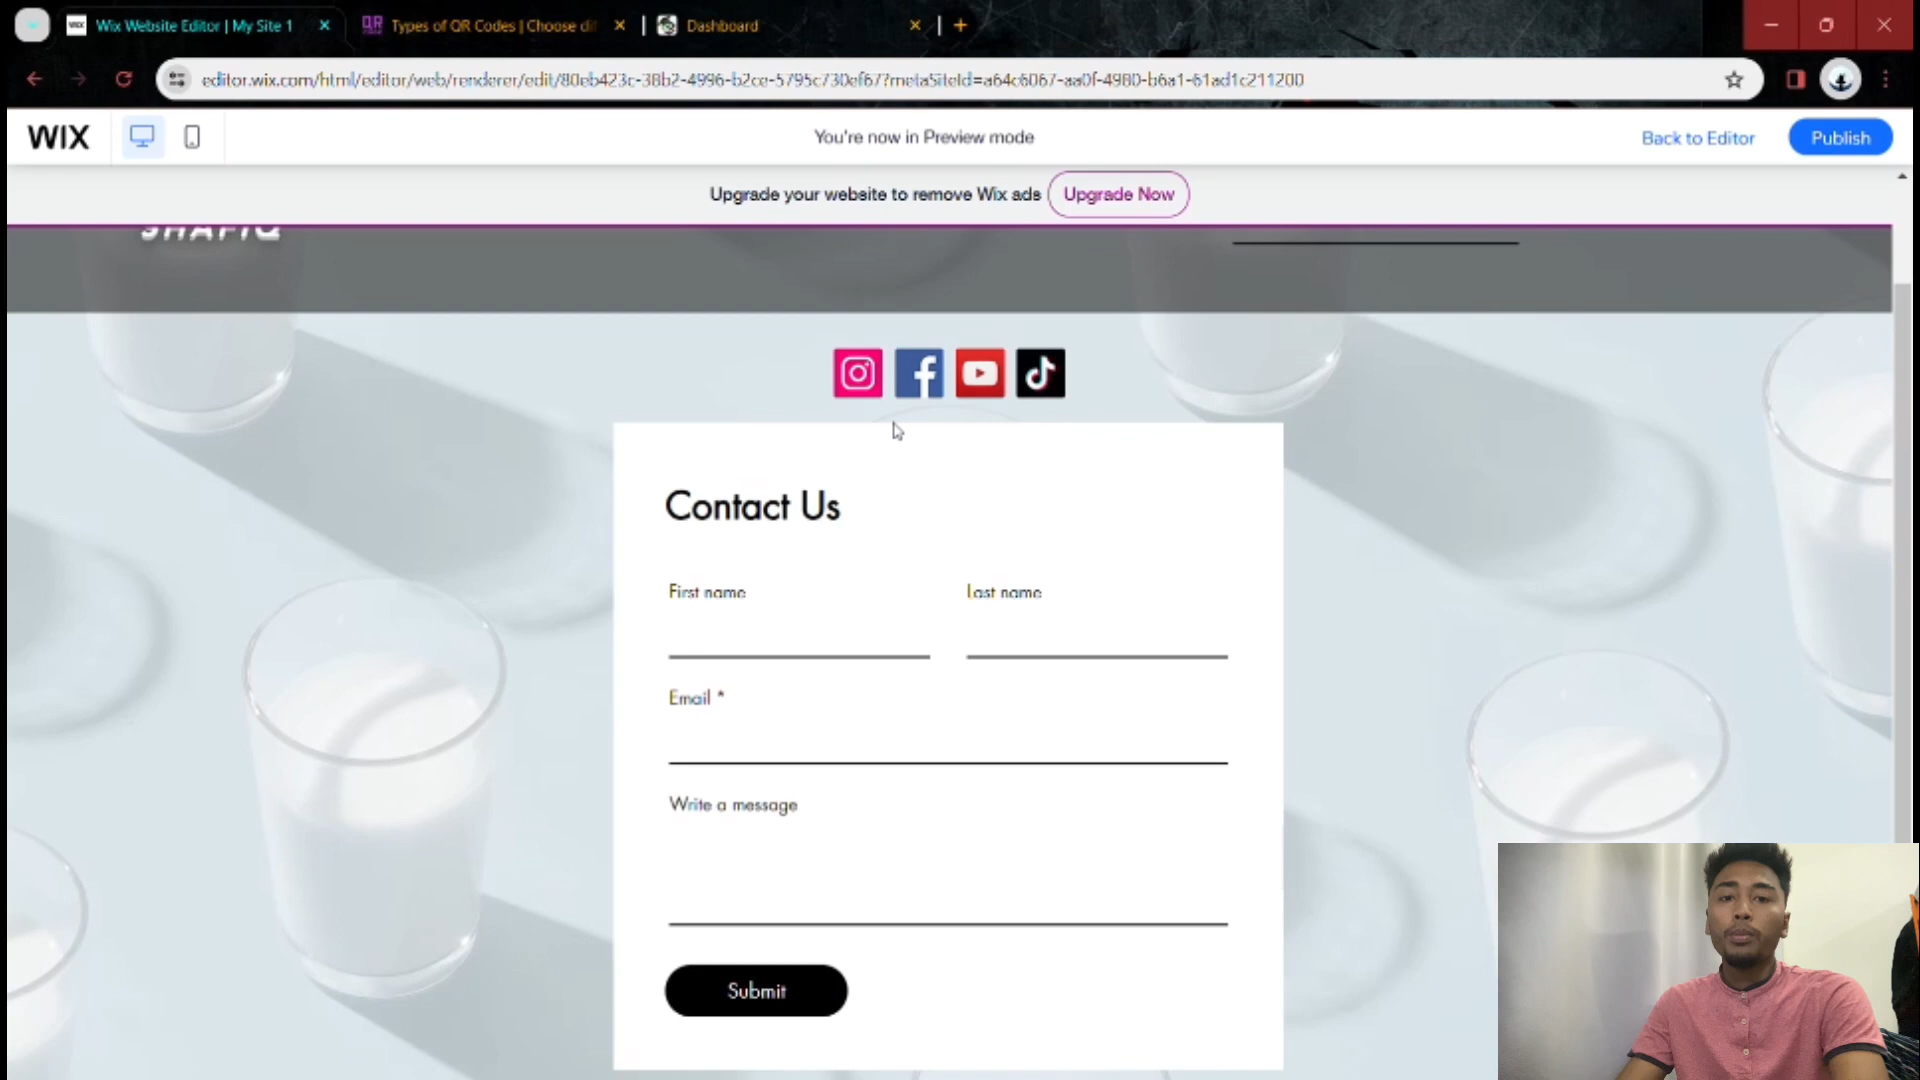 Wix Website Editor | My Site 1
Types of QR Codes | Choose dif
Dashboard
editor.wix.com/html/editor/web/renderer/edit/80eb423c-38b2-4996-b2ce-5795c730ef67?metaSiteId=a64c6067-aa0f-4980-b6a1-61ad1c211200
WIX
You're now in Preview mode
Back to Editor
Publish
Upgrade your website to remove Wix ads
Upgrade Now
SHAFIQ
Contact Us
First name
Last name
Email *
Write a message
Submit